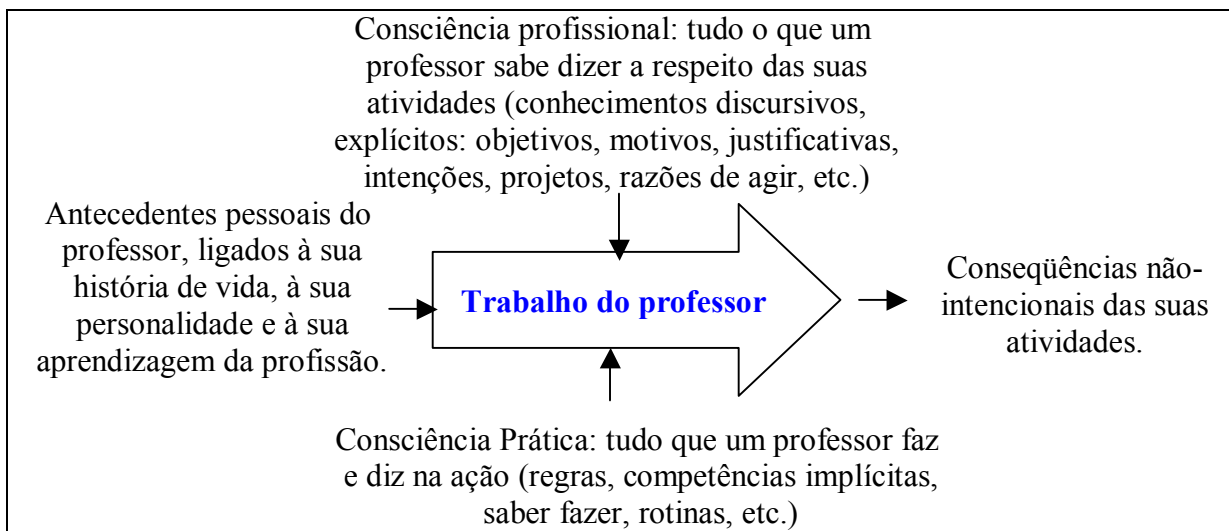 Consciência profissional: tudo o que um
professor sabe dizer a respeito das suas
atividades (conhecimentos discursivos,
explícitos: objetivos, motivos, justificativas,
intenções, projetos, razões de agir, etc.)
Antecedentes pessoais do
professor, ligados à sua
história de vida, à sua
personalidade e à sua
aprendizagem da profissão.
Trabalho do professor
Conseqüências não-
intencionais das suas
atividades.
Consciência Prática: tudo que um professor faz
e diz na ação (regras, competências implícitas,
saber fazer, rotinas, etc.)